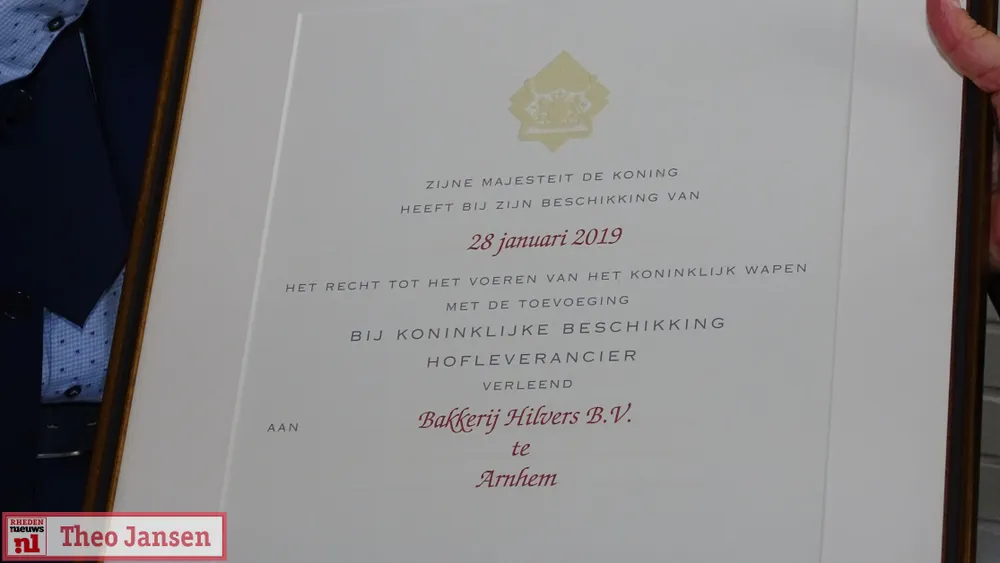 ZIJNE MAJESTEIT DE KONING
HEEFT BIJ ZIJN BESCHIKKING VAN
28 januari 2019
HET RECHT TOT HET VOEREN VAN HET KONINKLIJK WAPEN
MET DE TOEVOEGING
BIJ KONINKLIJKE BESCHIKKING
HOFLEVERANCIER
VERLEEND
AAN Bakkerij Hilvers B.V.
te
Arnhem
RHEDEN
nieuws
.nl
Theo Jansen